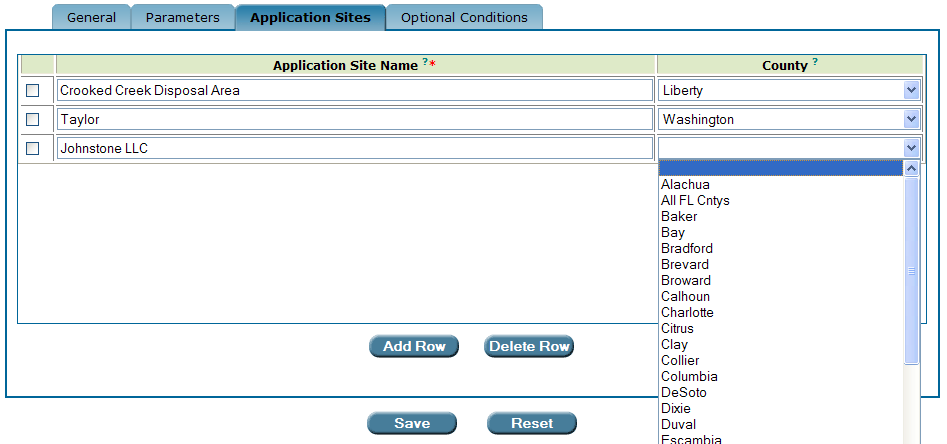 General Parameters Application Sites Optional Conditions
Application Site Name ?* County ?
Crooked Creek Disposal Area Liberty
Taylor Washington
Johnstone LLC
Alachua
All FL Cntys
Baker
Bay
Bradford
Brevard
Broward
Calhoun
Charlotte
Citrus
Clay
Collier
Columbia
DeSoto
Dixie
Duval
Escambia
Add Row Delete Row
Save Reset